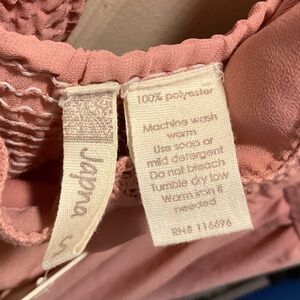 Japna
S
100% polyester
Machine wash
warm
Use soap or
mild detergent
Do not bleach
Tumble dry low
Warm iron if
needed
RN# 116696